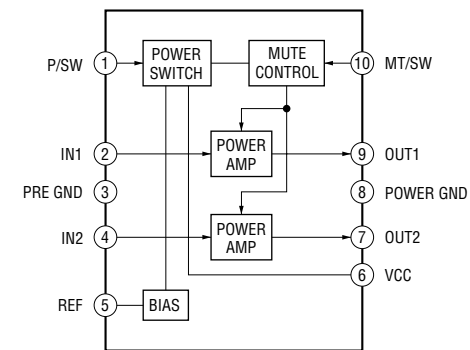 P/SW 1 POWER SWITCH MUTE CONTROL 10 MT/SW
IN1 2 POWER AMP 9 OUT1
PRE GND 3 8 POWER GND
IN2 4 POWER AMP 7 OUT2
6 VCC
REF 5 BIAS